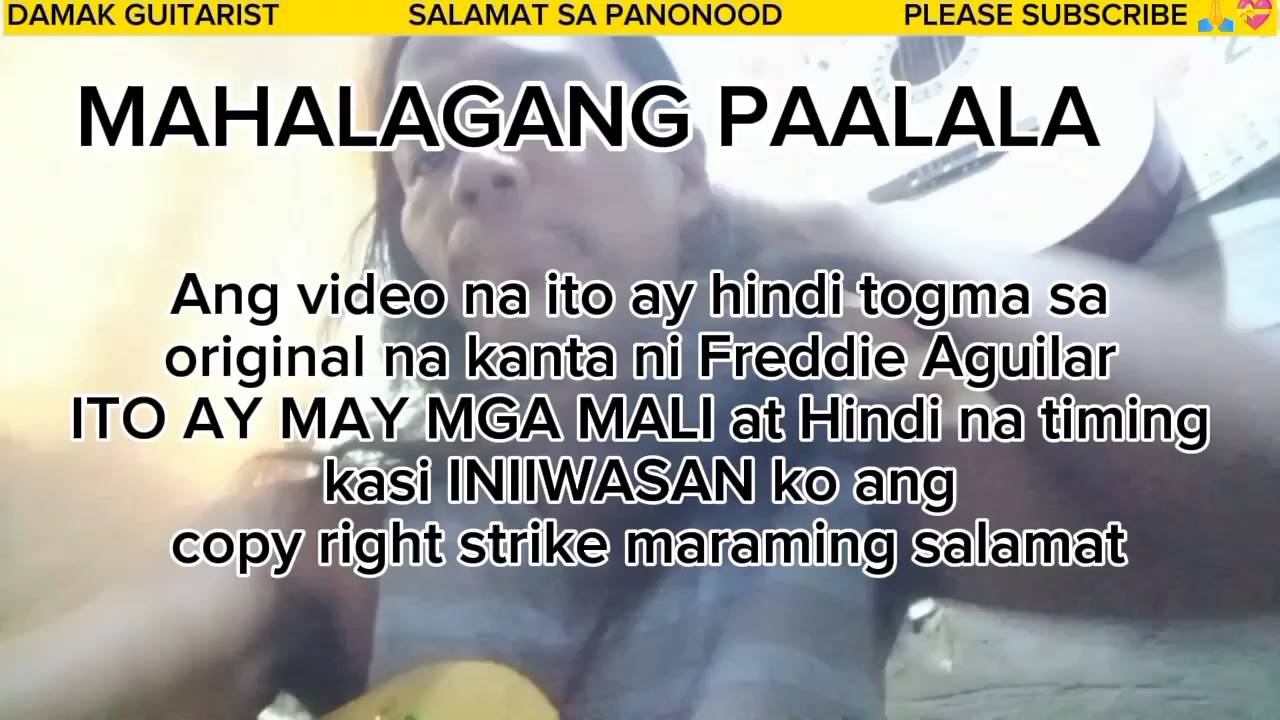 DAMAK GUITARIST SALAMAT SA PANONOOD PLEASE SUBSCRIBE 🙏💝
MAHALAGANG PAALALA
Ang video na ito ay hindi togma sa
original na kanta ni Freddie Aguilar
ITO AY MAY MGA MALI at Hindi na timing
kasi INIIWASAN ko ang
copy right strike maraming salamat